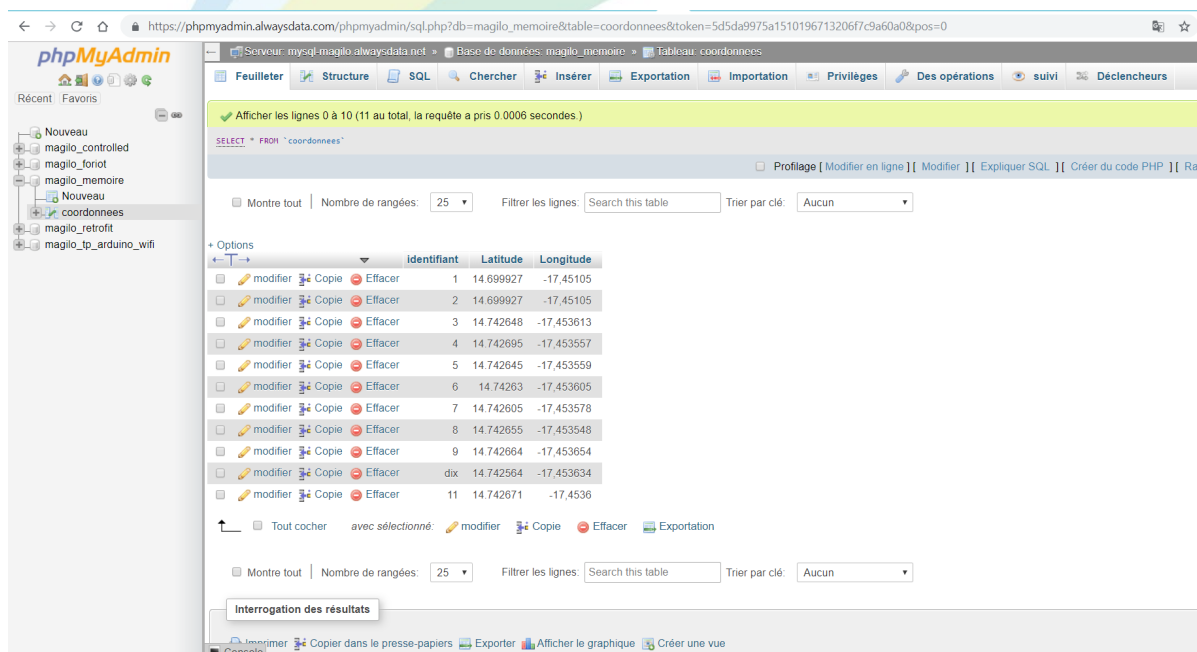 https://phpmyadmin.alwaysdata.com/phpmyadmin/sql.php?db=magilo_memoire&table=coordonnees&token=5d5da9975a1510196713206f7c9a60a0&pos=0
phpMyAdmin
Récent Favoris
Nouveau
magilo_controlled
magilo_foriot
magilo_memoire
Nouveau
coordonnees
magilo_retrofit
magilo_tp_arduino_wifi
Serveur: mysql-magilo.alwaysdata.net » Base de données: magilo_memoire » Tableau: coordonnees
Feuilleter Structure SQL Chercher Insérer Exportation Importation Privilèges Des opérations suivi Déclencheurs
Afficher les lignes 0 à 10 (11 au total, la requête a pris 0.0006 secondes.)
SELECT * FROM `coordonnees`
Profilage [ Modifier en ligne ] [ Modifier ] [ Expliquer SQL ] [ Créer du code PHP ] [ Ra
Montre tout Nombre de rangées: 25 Filtrer les lignes: Search this table Trier par clé: Aucun
+ Options
←T→ identifiant Latitude Longitude
modifier Copie Effacer 1 14.699927 -17,45105
modifier Copie Effacer 2 14.699927 -17,45105
modifier Copie Effacer 3 14.742648 -17,453613
modifier Copie Effacer 4 14.742695 -17,453557
modifier Copie Effacer 5 14.742645 -17,453559
modifier Copie Effacer 6 14.74263 -17,453605
modifier Copie Effacer 7 14.742605 -17,453578
modifier Copie Effacer 8 14.742655 -17,453548
modifier Copie Effacer 9 14.742664 -17,453654
modifier Copie Effacer dix 14.742564 -17,453634
modifier Copie Effacer 11 14.742671 -17,4536
Tout cocher avec sélectionné: modifier Copie Effacer Exportation
Montre tout Nombre de rangées: 25 Filtrer les lignes: Search this table Trier par clé: Aucun
Interrogation des résultats
Imprimer Copier dans le presse-papiers Exporter Afficher le graphique Créer une vue
Console